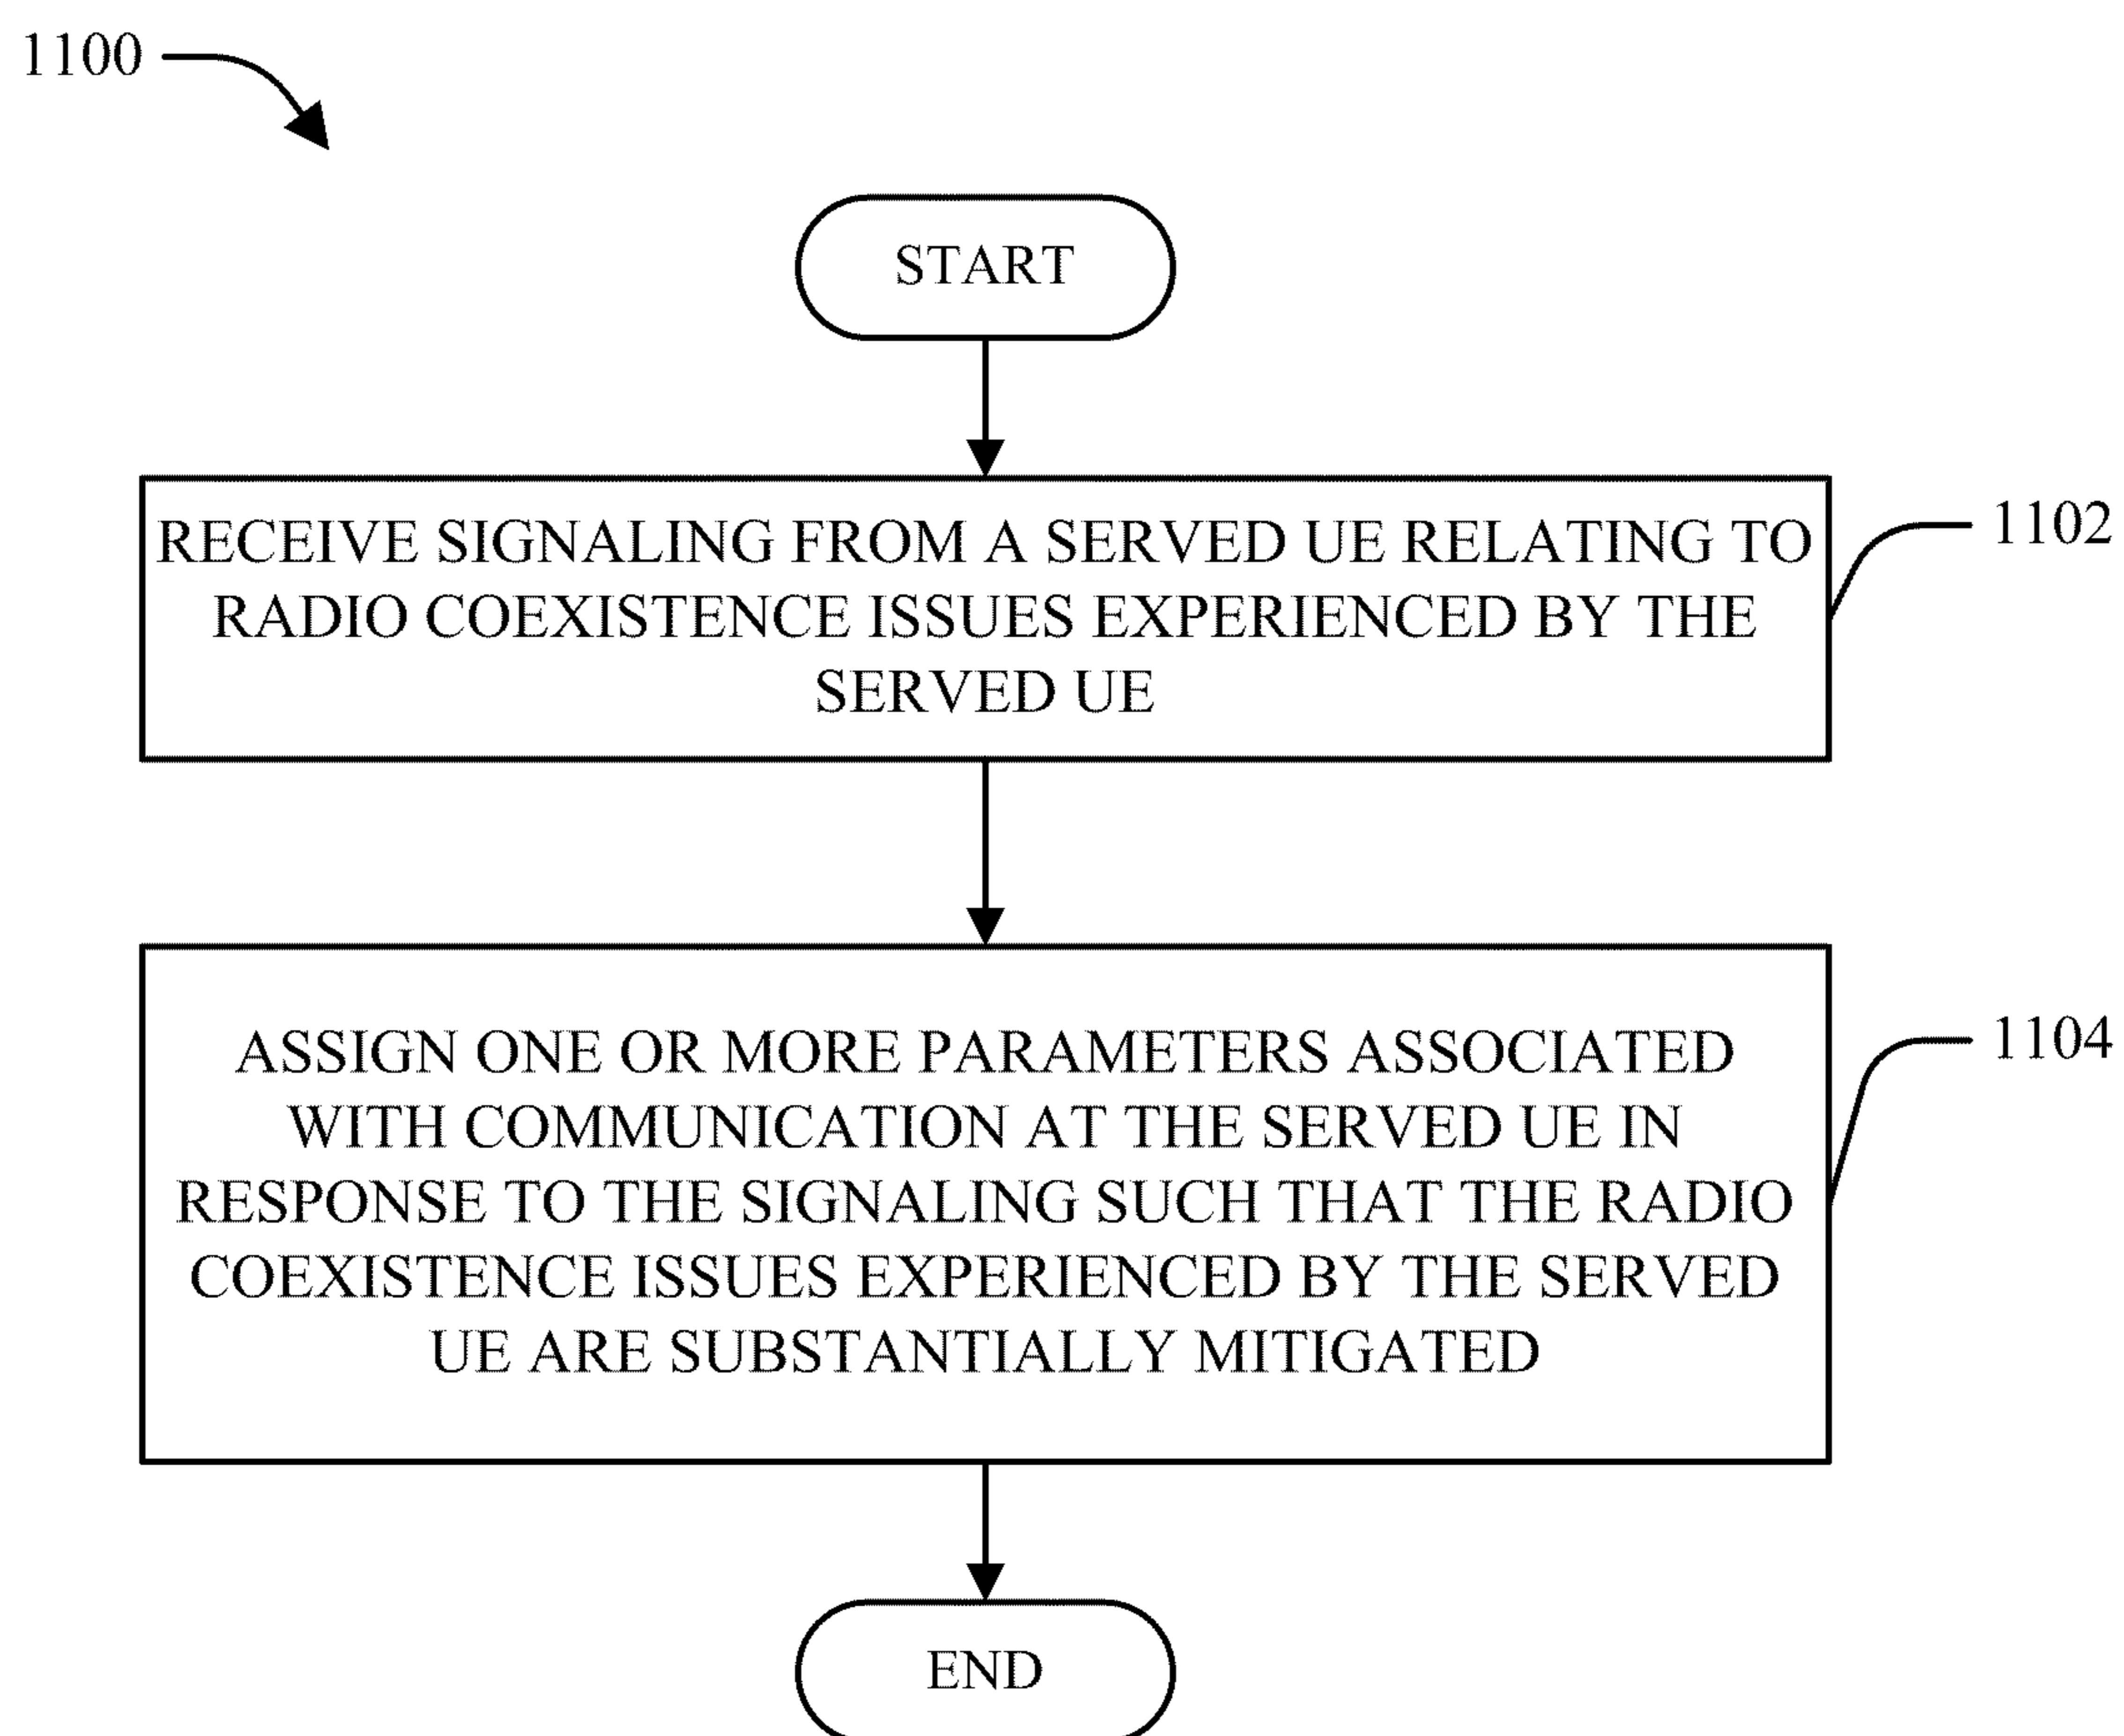 1100
START
RECEIVE SIGNALING FROM A SERVED UE RELATING TO
RADIO COEXISTENCE ISSUES EXPERIENCED BY THE
SERVED UE
1102
ASSIGN ONE OR MORE PARAMETERS ASSOCIATED
WITH COMMUNICATION AT THE SERVED UE IN
RESPONSE TO THE SIGNALING SUCH THAT THE RADIO
COEXISTENCE ISSUES EXPERIENCED BY THE SERVED
UE ARE SUBSTANTIALLY MITIGATED
1104
END